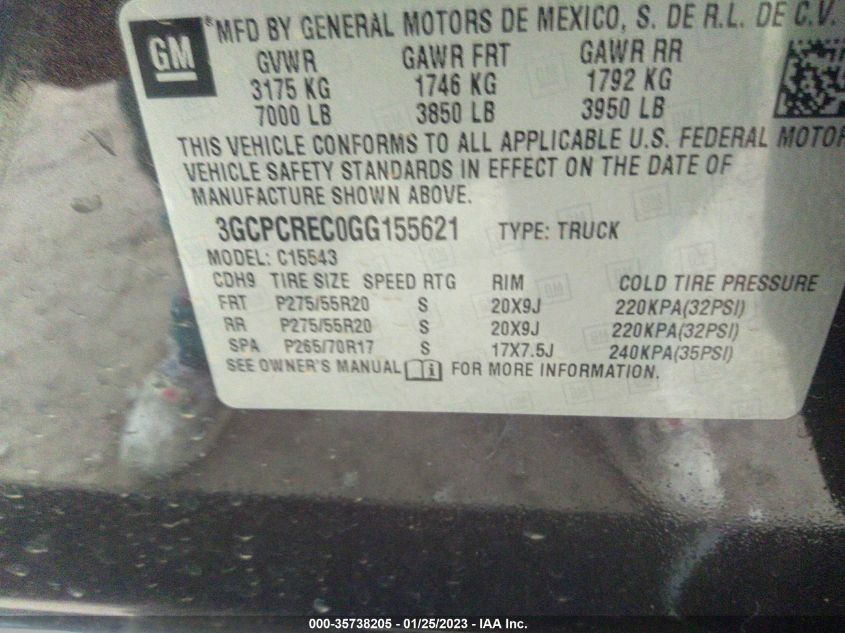 GM
®MFD BY GENERAL MOTORS DE MEXICO, S. DE R.L. DE C.V.
GVWR GAWR FRT GAWR RR
3175 KG 1746 KG 1792 KG
7000 LB 3850 LB 3950 LB
THIS VEHICLE CONFORMS TO ALL APPLICABLE U.S. FEDERAL MOTOR
VEHICLE SAFETY STANDARDS IN EFFECT ON THE DATE OF
MANUFACTURE SHOWN ABOVE.
3GCPCREC0GG155621 TYPE: TRUCK
MODEL: C15543
CDH9 TIRE SIZE SPEED RTG RIM COLD TIRE PRESSURE
FRT P275/55R20 S 20X9J 220KPA(32PSI)
RR P275/55R20 S 20X9J 220KPA(32PSI)
SPA P265/70R17 S 17X7.5J 240KPA(35PSI)
SEE OWNER'S MANUAL i FOR MORE INFORMATION.
000-35738205 - 01/25/2023 - IAA Inc.